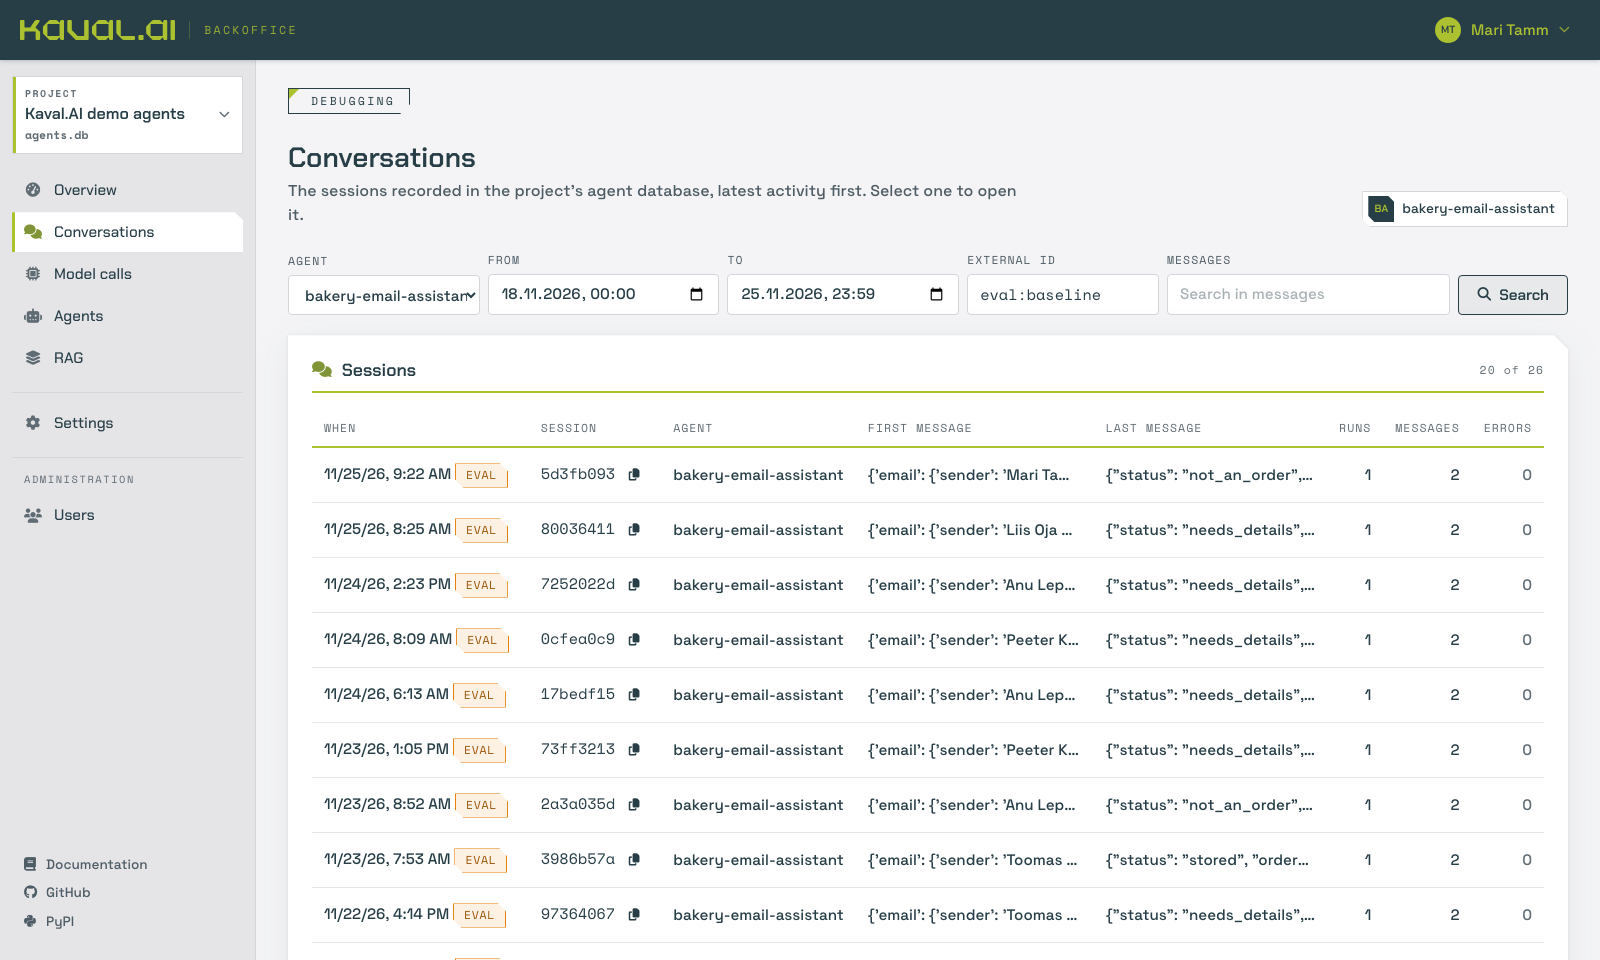 Kaval.ai
BACKOFFICE
MT
Mari Tamm
PROJECT
Kaval.AI demo agents
agents.db
Overview
Conversations
Model calls
Agents
RAG
Settings
ADMINISTRATION
Users
Documentation
GitHub
PyPI
DEBUGGING
Conversations
The sessions recorded in the project's agent database, latest activity first. Select one to open
it.
BA
bakery-email-assistant
AGENT
FROM
TO
EXTERNAL ID
MESSAGES
bakery-email-assistan
18.11.2026, 00:00
25.11.2026, 23:59
eval:baseline
Search in messages
Search
Sessions
20 of 26
WHEN SESSION AGENT FIRST MESSAGE LAST MESSAGE RUNS MESSAGES ERRORS
11/25/26, 9:22 AM EVAL 5d3fb093 bakery-email-assistant {'email': {'sender': 'Mari Ta... {"status": "not_an_order",... 1 2 0
11/25/26, 8:25 AM EVAL 80036411 bakery-email-assistant {'email': {'sender': 'Liis Oja ... {"status": "needs_details",... 1 2 0
11/24/26, 2:23 PM EVAL 7252022d bakery-email-assistant {'email': {'sender': 'Anu Lep... {"status": "needs_details",... 1 2 0
11/24/26, 8:09 AM EVAL 0cfea0c9 bakery-email-assistant {'email': {'sender': 'Peeter K... {"status": "needs_details",... 1 2 0
11/24/26, 6:13 AM EVAL 17bedf15 bakery-email-assistant {'email': {'sender': 'Anu Lep... {"status": "needs_details",... 1 2 0
11/23/26, 1:05 PM EVAL 73ff3213 bakery-email-assistant {'email': {'sender': 'Peeter K... {"status": "needs_details",... 1 2 0
11/23/26, 8:52 AM EVAL 2a3a035d bakery-email-assistant {'email': {'sender': 'Anu Lep... {"status": "not_an_order",... 1 2 0
11/23/26, 7:53 AM EVAL 3986b57a bakery-email-assistant {'email': {'sender': 'Toomas ... {"status": "stored", "order... 1 2 0
11/22/26, 4:14 PM EVAL 97364067 bakery-email-assistant {'email': {'sender': 'Toomas ... {"status": "needs_details",... 1 2 0